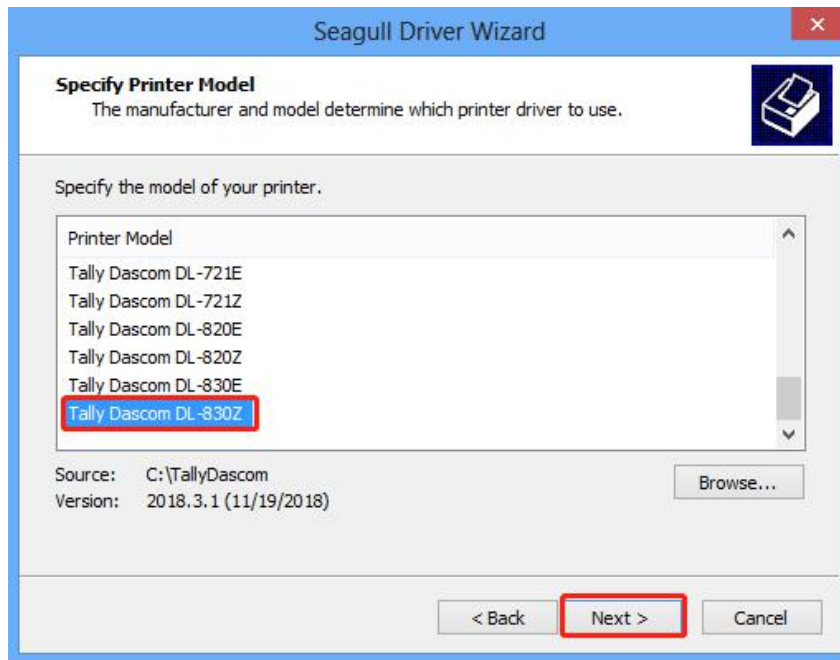 Seagull Driver Wizard
Specify Printer Model
The manufacturer and model determine which printer driver to use.
Specify the model of your printer.
Printer Model
Tally Dascom DL-721E
Tally Dascom DL-721Z
Tally Dascom DL-820E
Tally Dascom DL-820Z
Tally Dascom DL-830E
Tally Dascom DL-830Z
Source: C:\TallyDascom
Browse...
Version: 2018.3.1 (11/19/2018)
< Back Next > Cancel